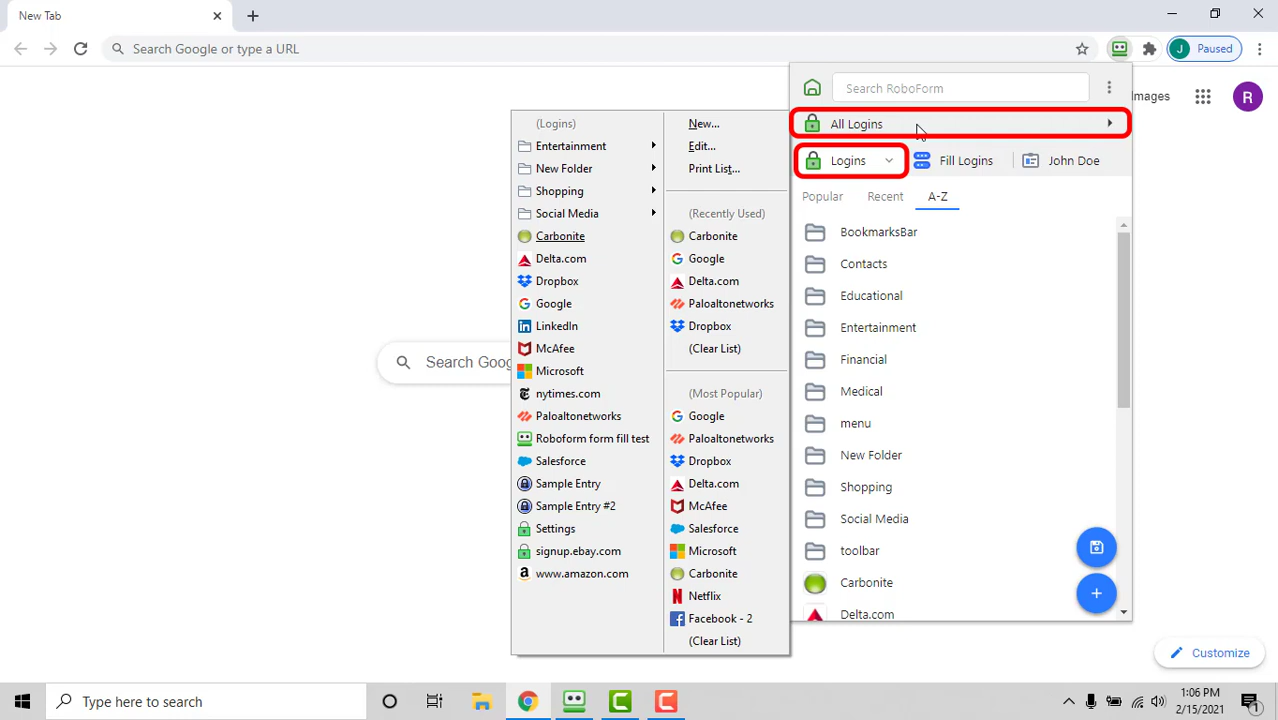 New Tab
Search Google or type a URL
J Paused
Search RoboForm
Images
R
All Logins
Logins
Fill Logins
John Doe
Popular
Recent
A-Z
BookmarksBar
Contacts
Educational
Entertainment
Financial
Medical
menu
New Folder
Shopping
Social Media
toolbar
Carbonite
Delta.com
(Logins)
Entertainment
New Folder
Shopping
Social Media
Carbonite
Delta.com
Dropbox
Google
LinkedIn
McAfee
Microsoft
nytimes.com
Paloaltonetworks
Roboform form fill test
Salesforce
Sample Entry
Sample Entry #2
Settings
signup.ebay.com
www.amazon.com
New...
Edit...
Print List...
(Recently Used)
Carbonite
Google
Delta.com
Paloaltonetworks
Dropbox
(Clear List)
(Most Popular)
Google
Paloaltonetworks
Dropbox
Delta.com
McAfee
Salesforce
Microsoft
Carbonite
Netflix
Facebook - 2
(Clear List)
Search Goog
Customize
Type here to search
1:06 PM
2/15/2021
1